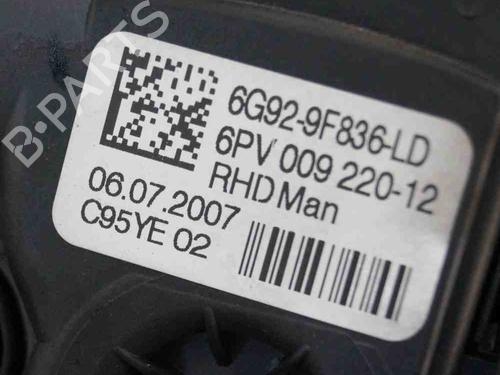 6G92-9F836-LD
6PV 009 220-12
RHD Man
06.07.2007
C95YE 02
B-PARTS